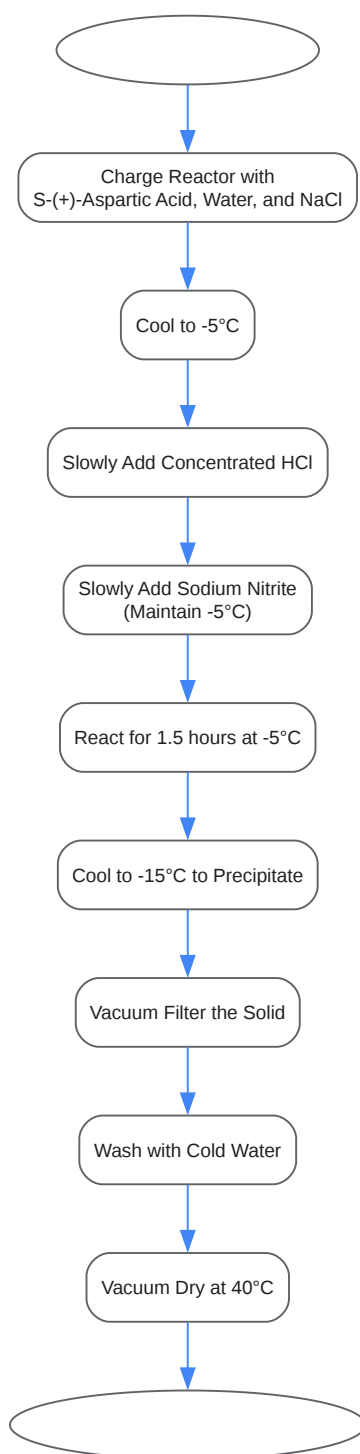 Charge Reactor with
S-(+)-Aspartic Acid, Water, and NaCl
Cool to -5°C
Slowly Add Concentrated HCl
Slowly Add Sodium Nitrite
(Maintain -5°C)
React for 1.5 hours at -5°C
Cool to -15°C to Precipitate
Vacuum Filter the Solid
Wash with Cold Water
Vacuum Dry at 40°C